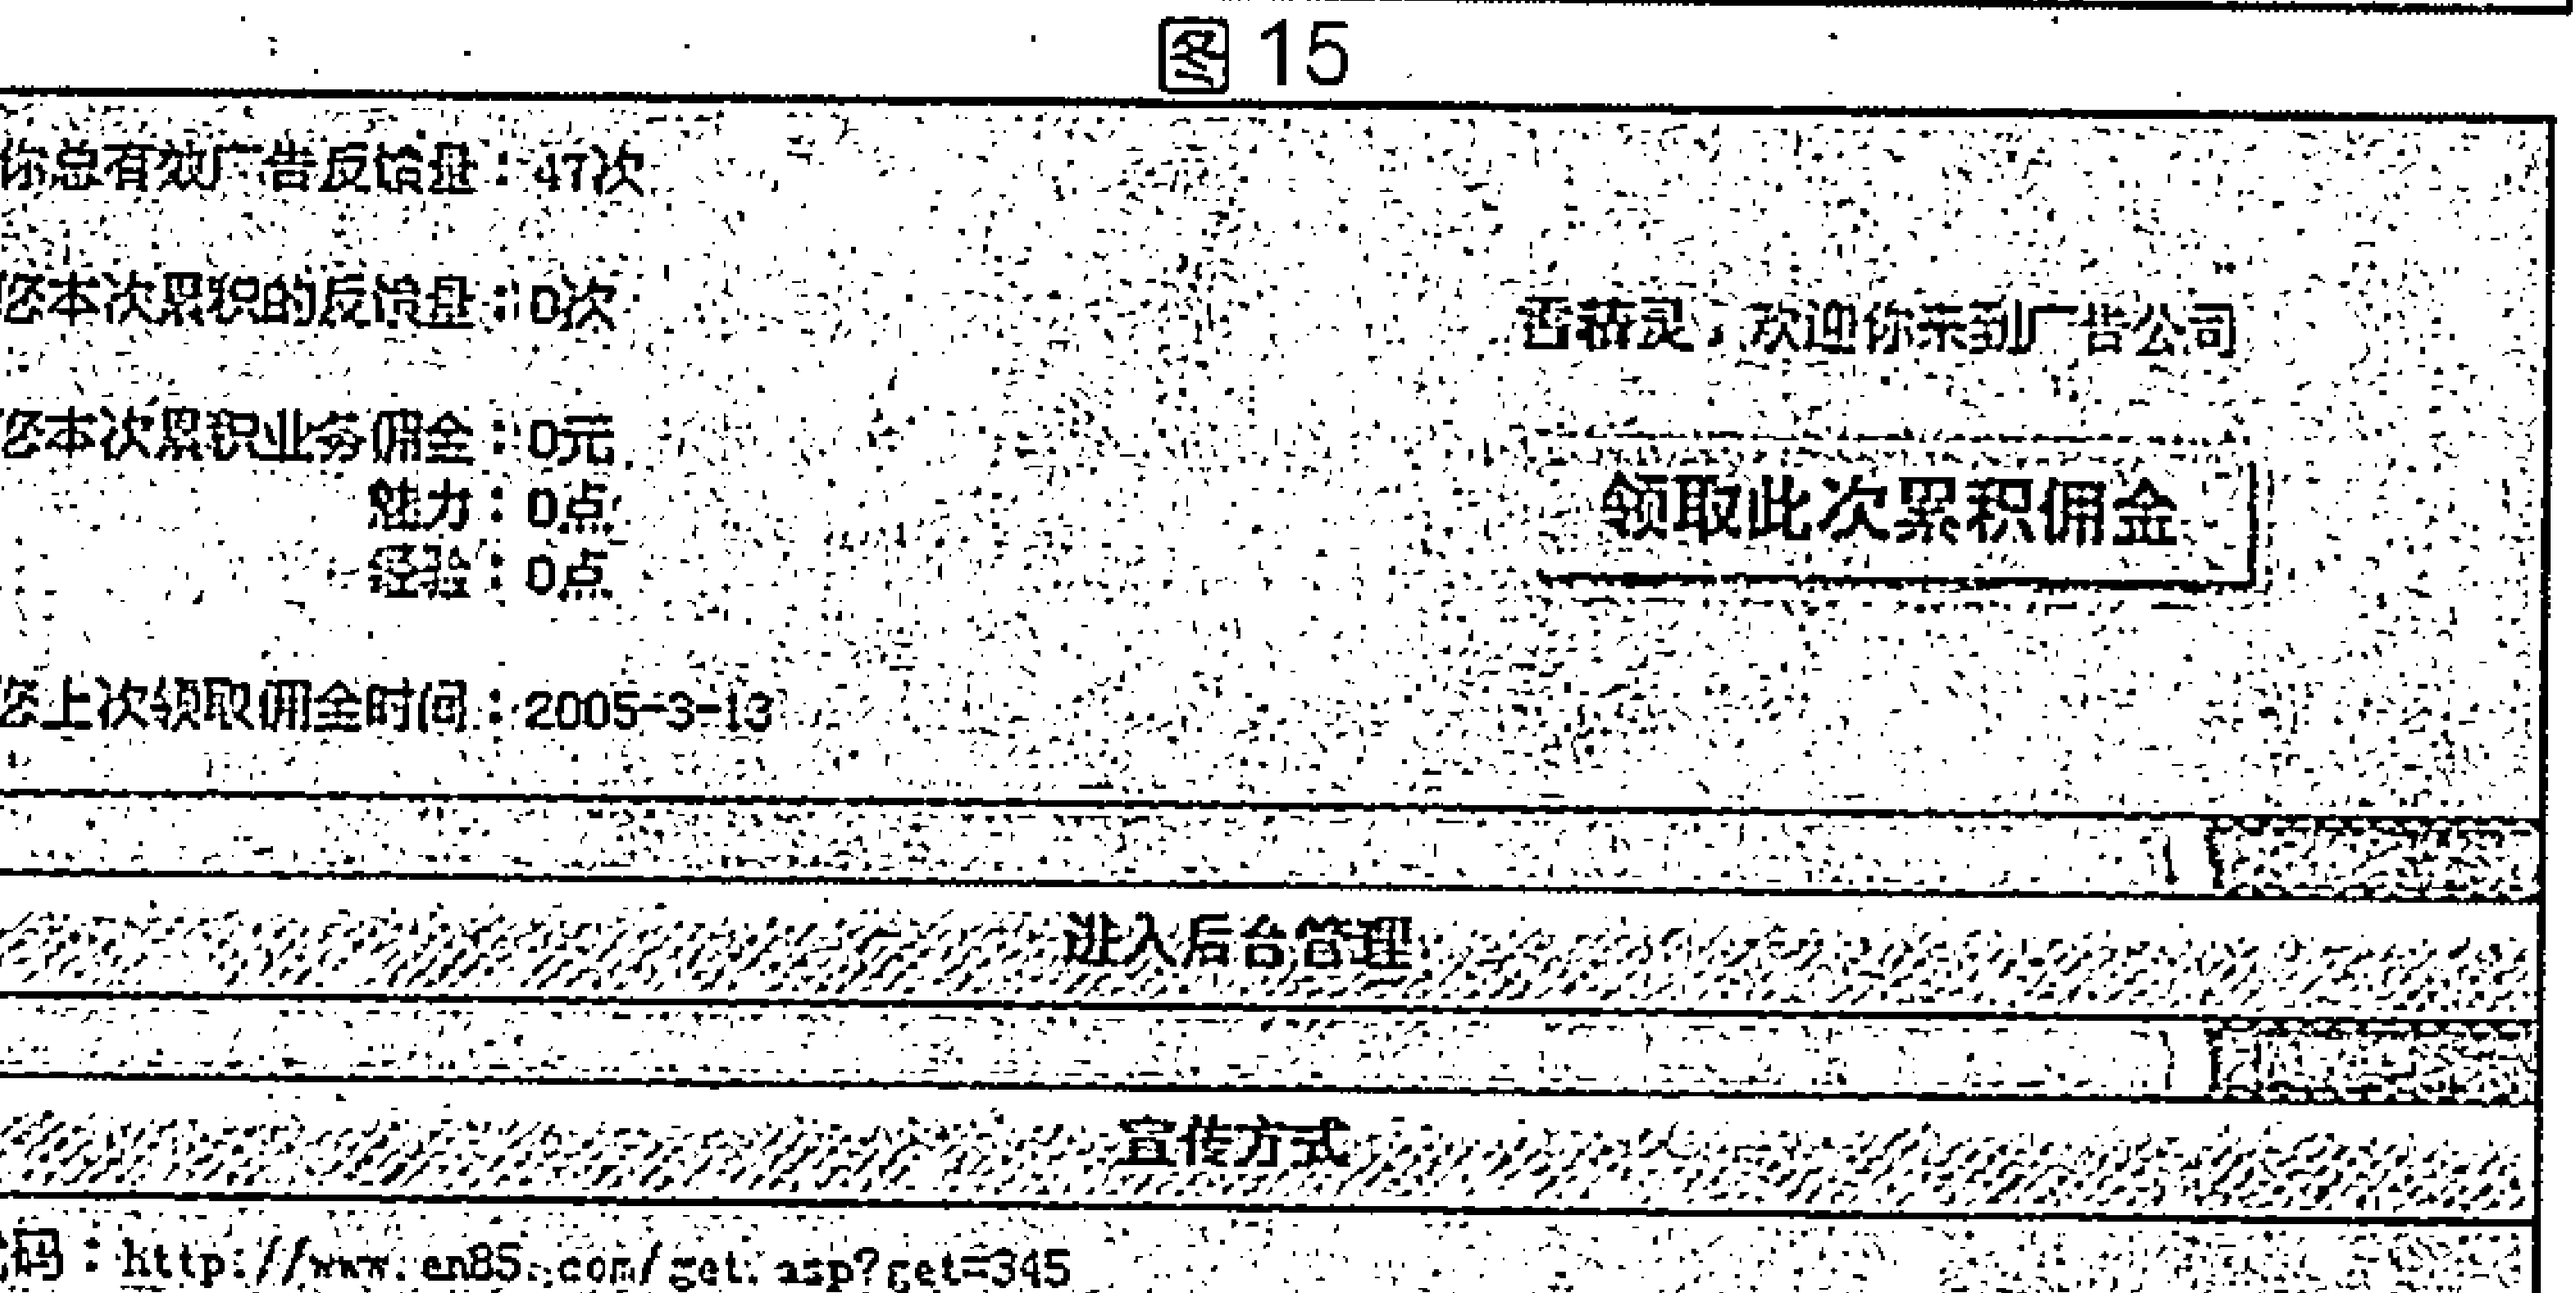 图 15
你总有效广告反馈量：47次
您本次累积的反馈量：0次
香精灵，欢迎你来到广告公司
您本次累积业务佣金：0元
魅力：0点
经验：0点
领取此次累积佣金
您上次领取佣金时间：2005-3-13
进入后台管理
宣传方式
码：http://www.en85.com/get.asp?get=345